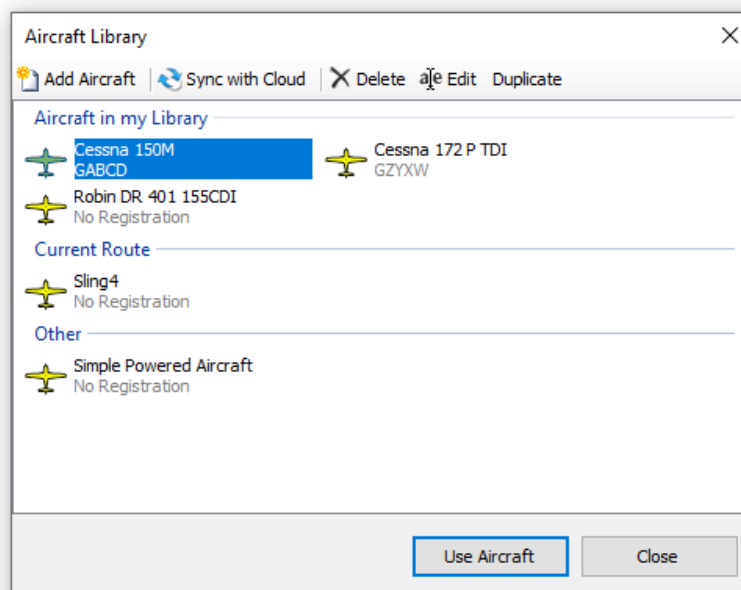 Aircraft Library
Add Aircraft Sync with Cloud Delete Edit Duplicate
Aircraft in my Library
Cessna 150M
GABCD
Cessna 172 P TDI
GZYXW
Robin DR 401 155CDI
No Registration
Current Route
Sling4
No Registration
Other
Simple Powered Aircraft
No Registration
Use Aircraft Close